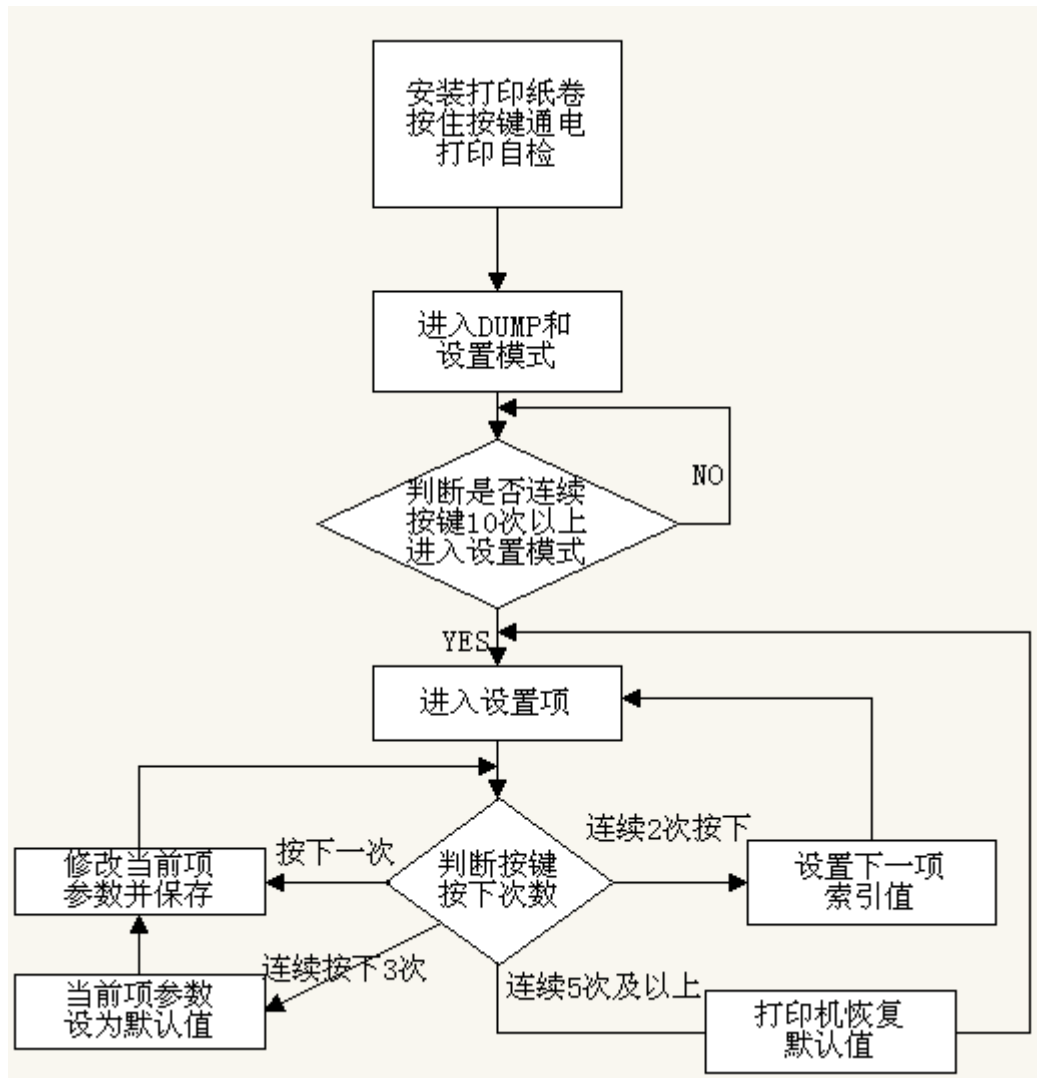 安装打印纸卷
按住按键通电
打印自检
进入DUMP和
设置模式
NO
判断是否连续
按键10次以上
进入设置模式
YES
进入设置项
连续2次按下
按下一次
修改当前项
参数并保存
判断按键
按下次数
设置下一项
索引值
连续按下3次
连续5次及以上
当前项参数
设为默认值
打印机恢复
默认值